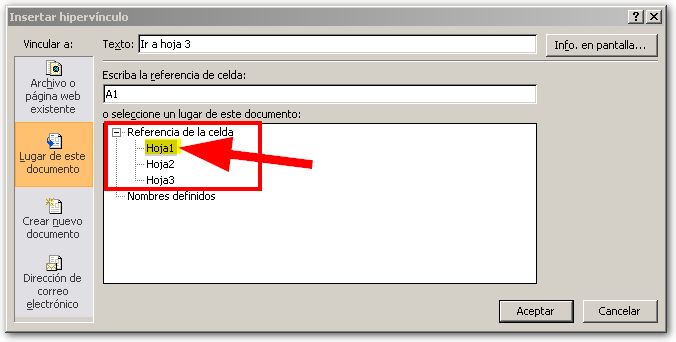 Insertar hipervínculo
Vincular a:
Texto: Ir a hoja 3
Info. en pantalla...
Archivo o
página web
existente
Lugar de este
documento
Crear nuevo
documento
Dirección de
correo
electrónico
Escriba la referencia de celda:
A1
o seleccione un lugar de este documento:
Referencia de la celda
Hoja1
Hoja2
Hoja3
Nombres definidos
Aceptar
Cancelar